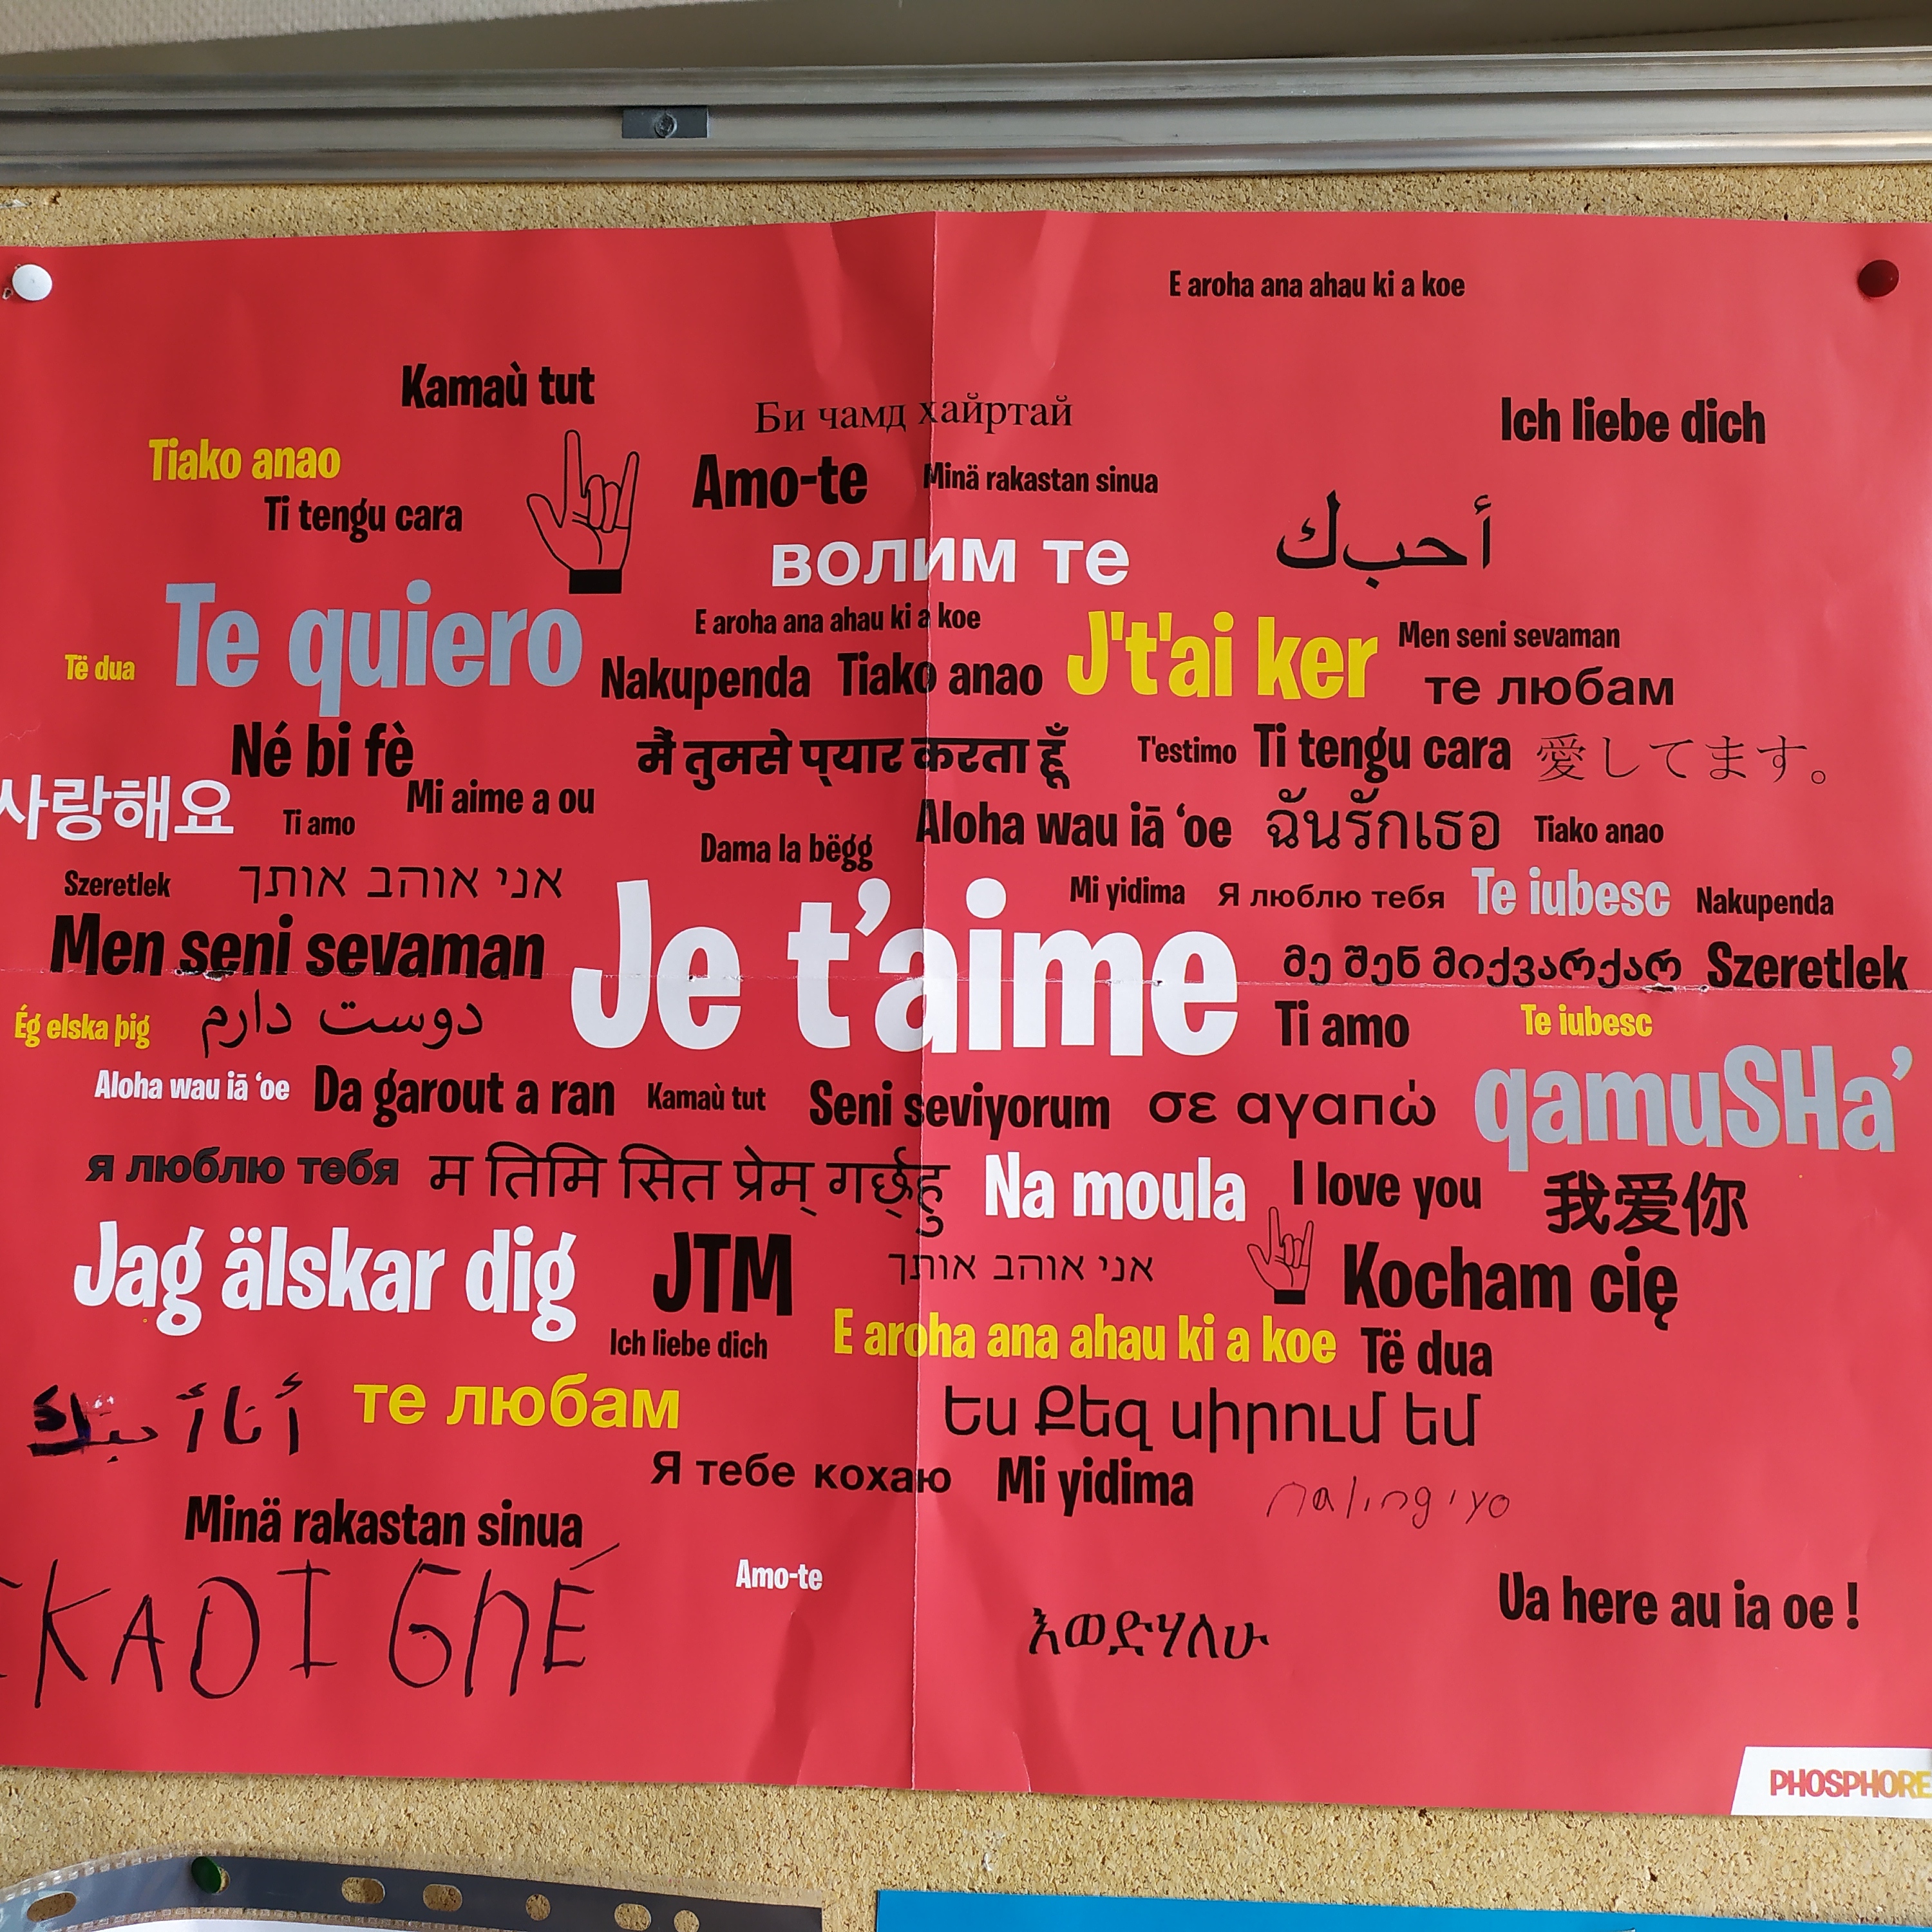 E aroha ana ahau ki a koe
Kamaù tut
Би чамд хайртай
Ich liebe dich
Tiako anao
Amo-te
Minä rakastan sinua
Ti tengu cara
أحبك
волим те
Te quiero
E aroha ana ahau ki a koe
J't'ai ker
Men seni sevaman
Të dua
Nakupenda
Tiako anao
те любам
Né bi fè
मैं तुमसे प्यार करता हूँ
T'estimo
Ti tengu cara
愛してます。
사랑해요
Ti amo
Mi aime a ou
Dama la bëgg
Aloha wau iā ‘oe
ฉันรักเธอ
Tiako anao
Szeretlek
אני אוהב אותך
Mi yidima
Я люблю тебя
Te iubesc
Nakupenda
Men seni sevaman
Je t’aime
მე შენ მიქვარქარ
Szeretlek
Ég elska þig
دوست دارم
Ti amo
Te iubesc
Aloha wau iā ‘oe
Da garout a ran
Kamaù tut
Seni seviyorum
σε αγαπώ
qamuSHa’
я люблю тебя
म तिमि सित प्रेम् गर्छ्हु
Na moula
I love you
我爱你
Jag älskar dig
JTM
אני אוהב אותך
Kocham cię
Ich liebe dich
E aroha ana ahau ki a koe
Të dua
أنا أ
те любам
Ես Քեզ սիրում եմ
Я тебе кохаю
Mi yidima
nalingiyo
Minä rakastan sinua
KADI GhÉ
Amo-te
እወድሃለሁ
Ua here au ia oe !
PHOSPHORE